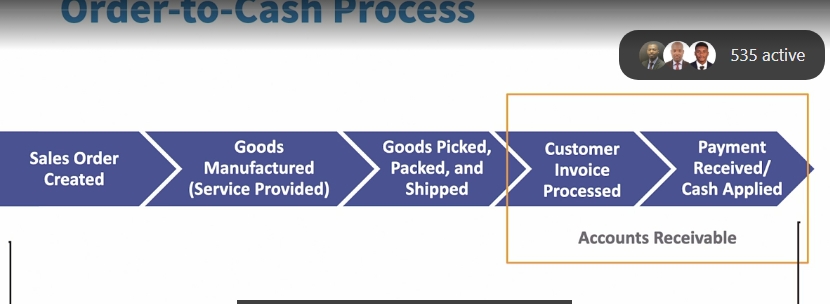 Order-to-Cash Process
535 active
Sales Order
Created
Goods
Manufactured
(Service Provided)
Goods Picked,
Packed, and
Shipped
Customer
Invoice
Processed
Payment
Received/
Cash Applied
Accounts Receivable